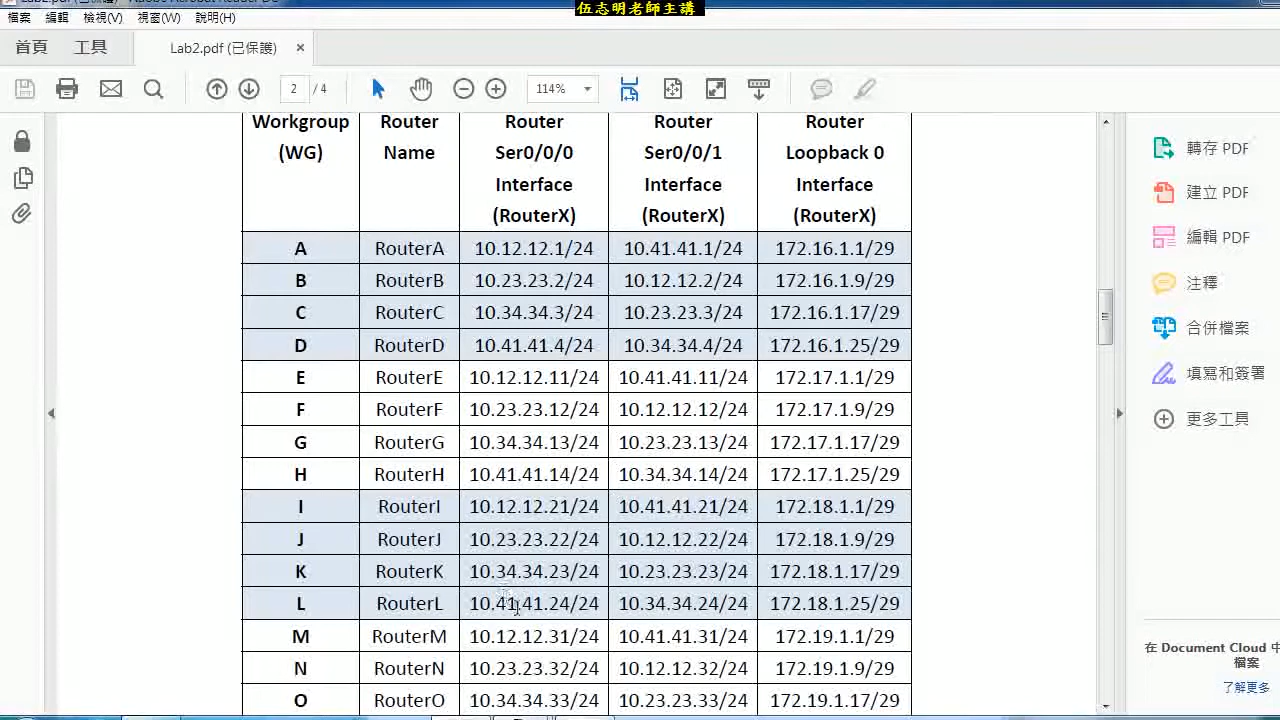 伍志明老師主講
檔案 編輯 檢視(V) 視窗(W) 說明(H)
首頁 工具 Lab2.pdf (已保護) ×
2 / 4 114%
Workgroup (WG) Router Name Router Ser0/0/0 Interface (RouterX) Router Ser0/0/1 Interface (RouterX) Router Loopback 0 Interface (RouterX)
A RouterA 10.12.12.1/24 10.41.41.1/24 172.16.1.1/29
B RouterB 10.23.23.2/24 10.12.12.2/24 172.16.1.9/29
C RouterC 10.34.34.3/24 10.23.23.3/24 172.16.1.17/29
D RouterD 10.41.41.4/24 10.34.34.4/24 172.16.1.25/29
E RouterE 10.12.12.11/24 10.41.41.11/24 172.17.1.1/29
F RouterF 10.23.23.12/24 10.12.12.12/24 172.17.1.9/29
G RouterG 10.34.34.13/24 10.23.23.13/24 172.17.1.17/29
H RouterH 10.41.41.14/24 10.34.34.14/24 172.17.1.25/29
I RouterI 10.12.12.21/24 10.41.41.21/24 172.18.1.1/29
J RouterJ 10.23.23.22/24 10.12.12.22/24 172.18.1.9/29
K RouterK 10.34.34.23/24 10.23.23.23/24 172.18.1.17/29
L RouterL 10.41.41.24/24 10.34.34.24/24 172.18.1.25/29
M RouterM 10.12.12.31/24 10.41.41.31/24 172.19.1.1/29
N RouterN 10.23.23.32/24 10.12.12.32/24 172.19.1.9/29
O RouterO 10.34.34.33/24 10.23.23.33/24 172.19.1.17/29
轉存 PDF
建立 PDF
編輯 PDF
注釋
合併檔案
填寫和簽署
更多工具
在 Document Cloud 中
檔案
了解更多